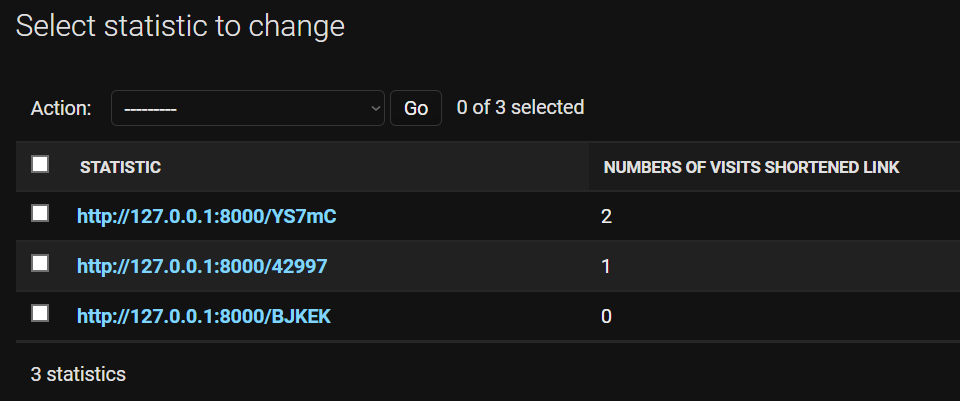 Select statistic to change
Action: --------- Go 0 of 3 selected
STATISTIC NUMBERS OF VISITS SHORTENED LINK
http://127.0.0.1:8000/YS7mC 2
http://127.0.0.1:8000/42997 1
http://127.0.0.1:8000/BJKEK 0
3 statistics